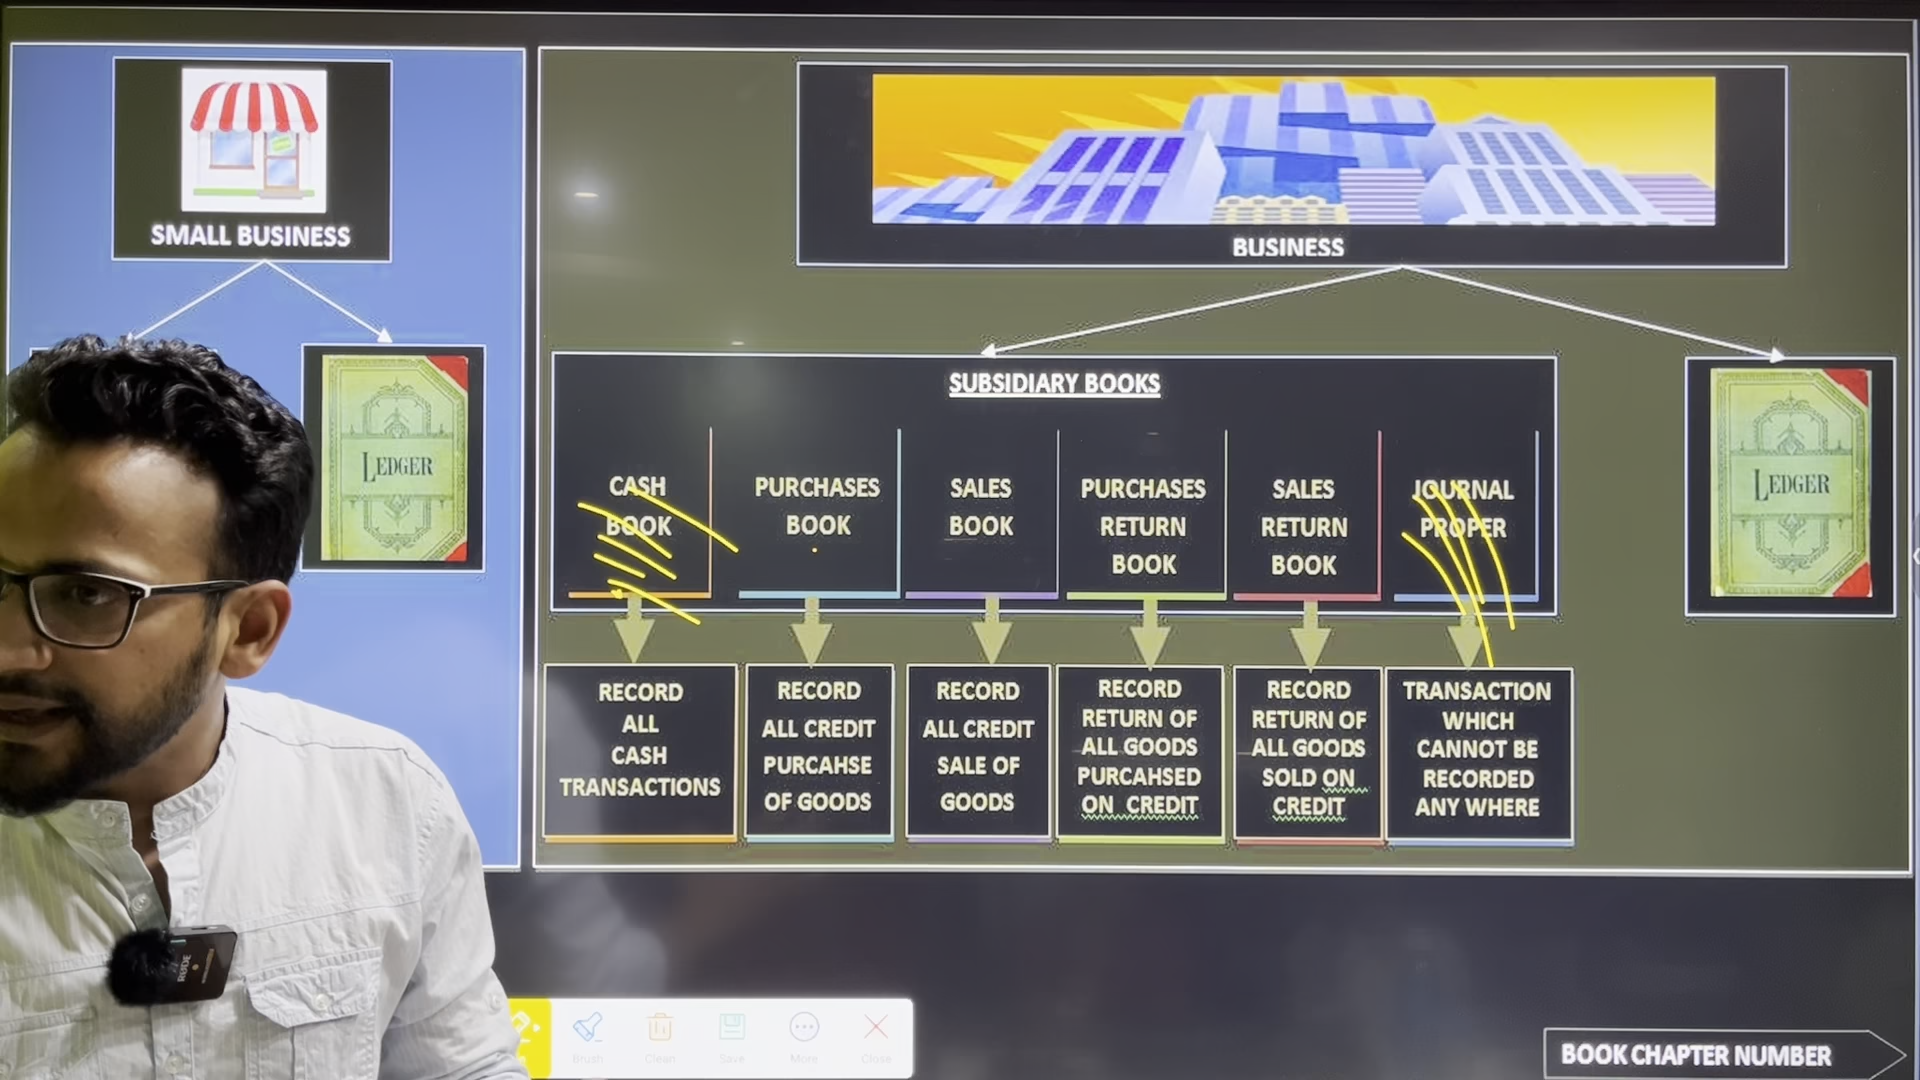 SMALL BUSINESS
LEDGER
BUSINESS
SUBSIDIARY BOOKS
CASH
BOOK
PURCHASES
BOOK
SALES
BOOK
PURCHASES
RETURN
BOOK
SALES
RETURN
BOOK
JOURNAL
PROPER
LEDGER
RECORD
ALL
CASH
TRANSACTIONS
RECORD
ALL CREDIT
PURCAHSE
OF GOODS
RECORD
ALL CREDIT
SALE OF
GOODS
RECORD
RETURN OF
ALL GOODS
PURCAHSED
ON CREDIT
RECORD
RETURN OF
ALL GOODS
SOLD ON
CREDIT
TRANSACTION
WHICH
CANNOT BE
RECORDED
ANY WHERE
RODE
Brush
Clean
Save
More
Close
BOOK CHAPTER NUMBER